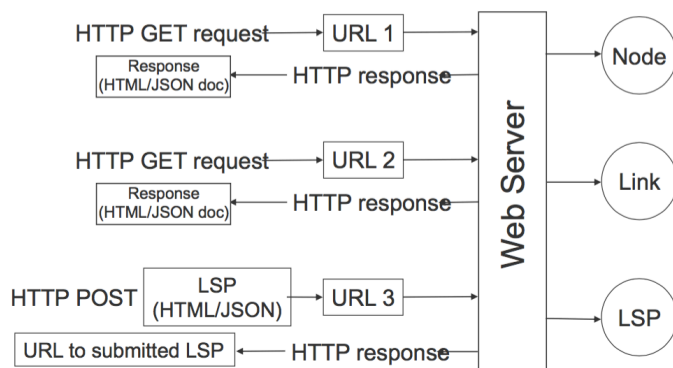 HTTP GET request
URL 1
Response
(HTML/JSON doc)
HTTP response
Node
HTTP GET request
URL 2
Response
(HTML/JSON doc)
HTTP response
Link
Web Server
HTTP POST
LSP
(HTML/JSON)
URL 3
LSP
URL to submitted LSP
HTTP response